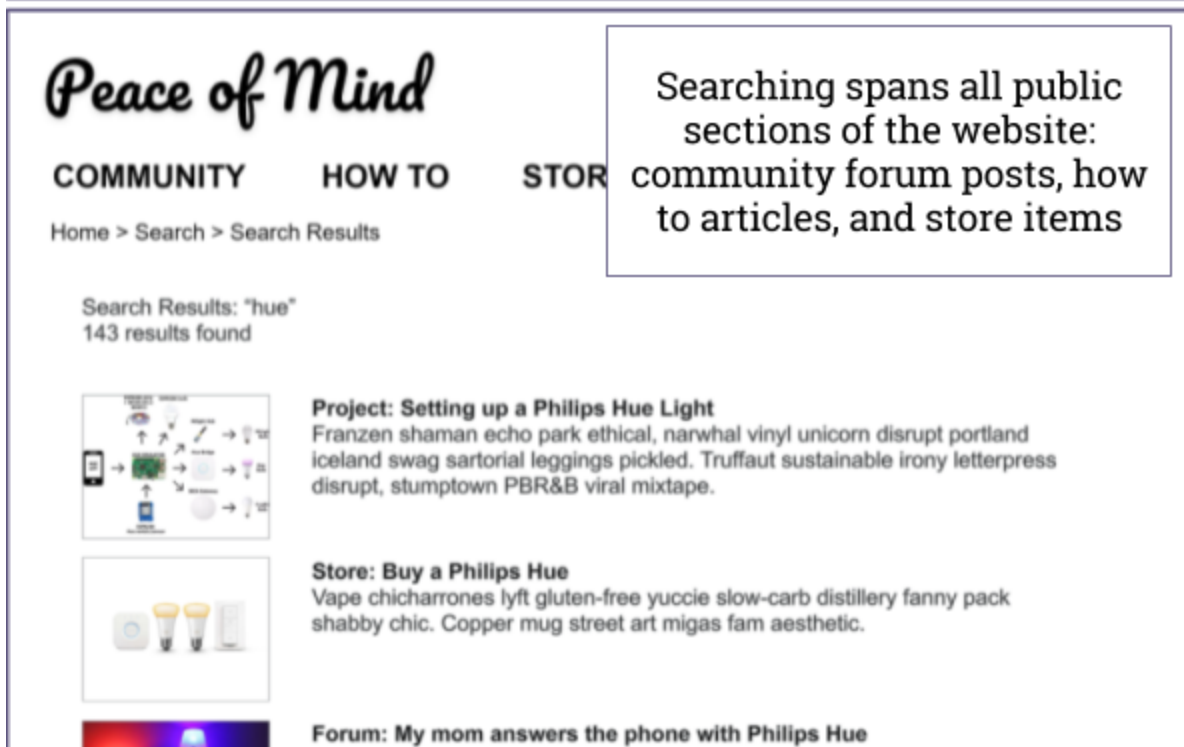 Peace of Mind
Searching spans all public
sections of the website:
community forum posts, how
to articles, and store items
COMMUNITY HOW TO STOR
Home > Search > Search Results
Search Results: “hue”
143 results found
Project: Setting up a Philips Hue Light
Franzen shaman echo park ethical, narwhal vinyl unicorn disrupt portland
iceland swag sartorial leggings pickled. Truffaut sustainable irony letterpress
disrupt, stumptown PBR&B viral mixtape.
Store: Buy a Philips Hue
Vape chicharrones lyft gluten-free yuccie slow-carb distillery fanny pack
shabby chic. Copper mug street art migas fam aesthetic.
Forum: My mom answers the phone with Philips Hue